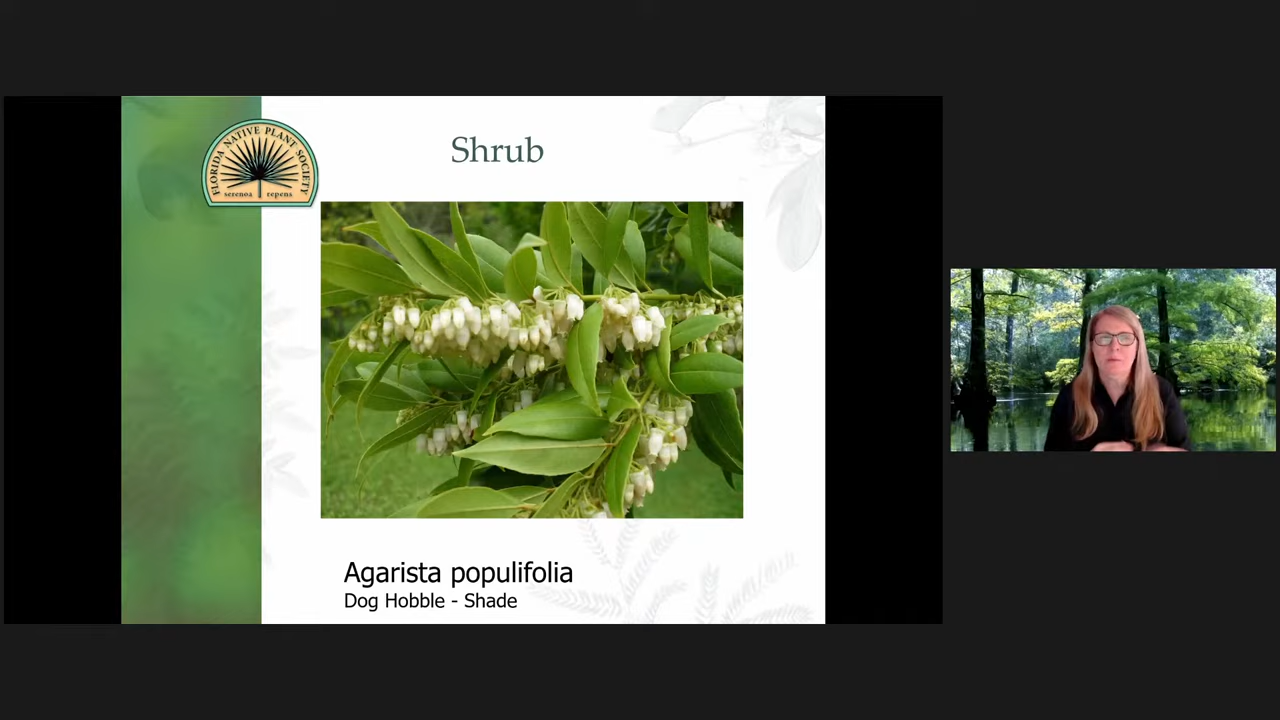 Shrub
FLORIDA NATIVE PLANT SOCIETY
serenoa repens
Agarista populifolia
Dog Hobble - Shade